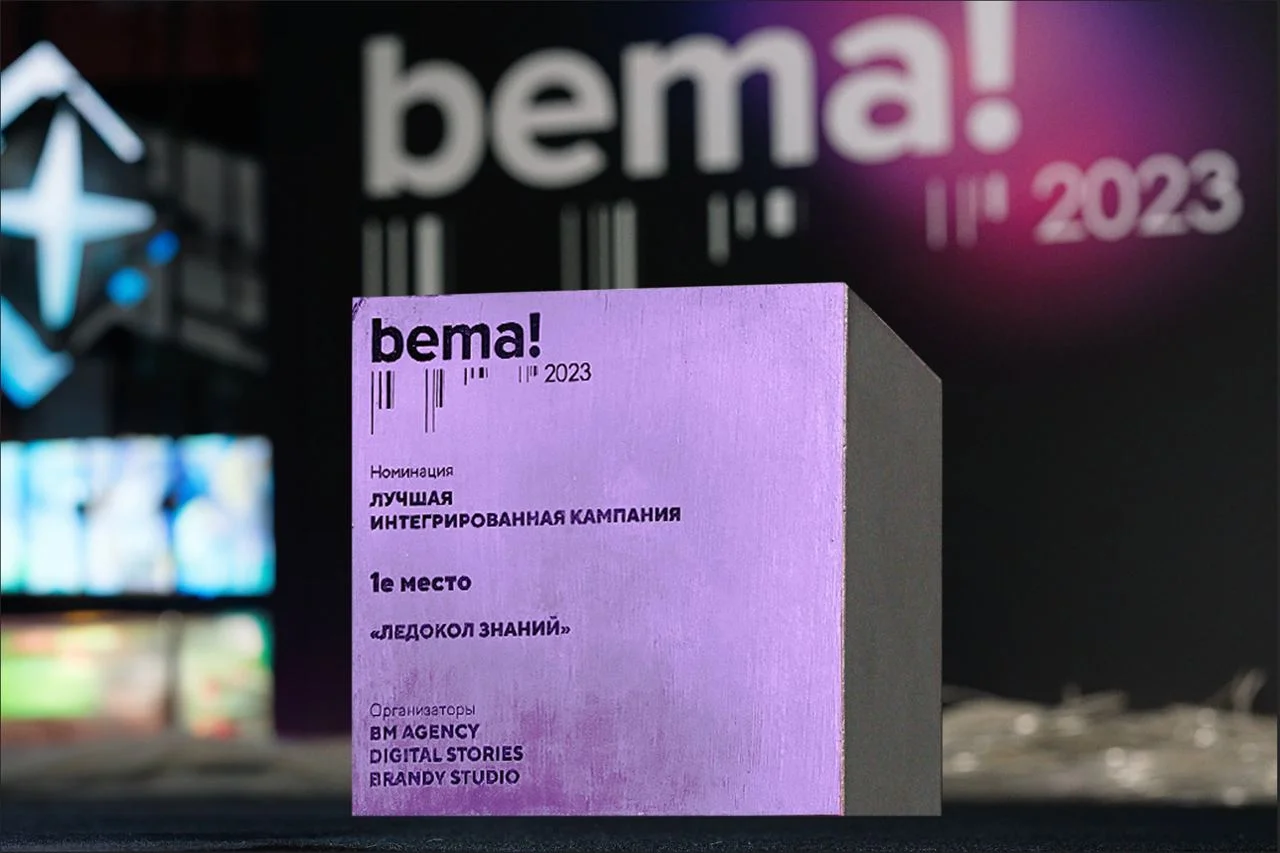 bema!
2023
bema!
2023
Номинация
ЛУЧШАЯ
ИНТЕГРИРОВАННАЯ КАМПАНИЯ
1е место
«ЛЕДОКОЛ ЗНАНИЙ»
Организаторы
BM AGENCY
DIGITAL STORIES
BRANDY STUDIO